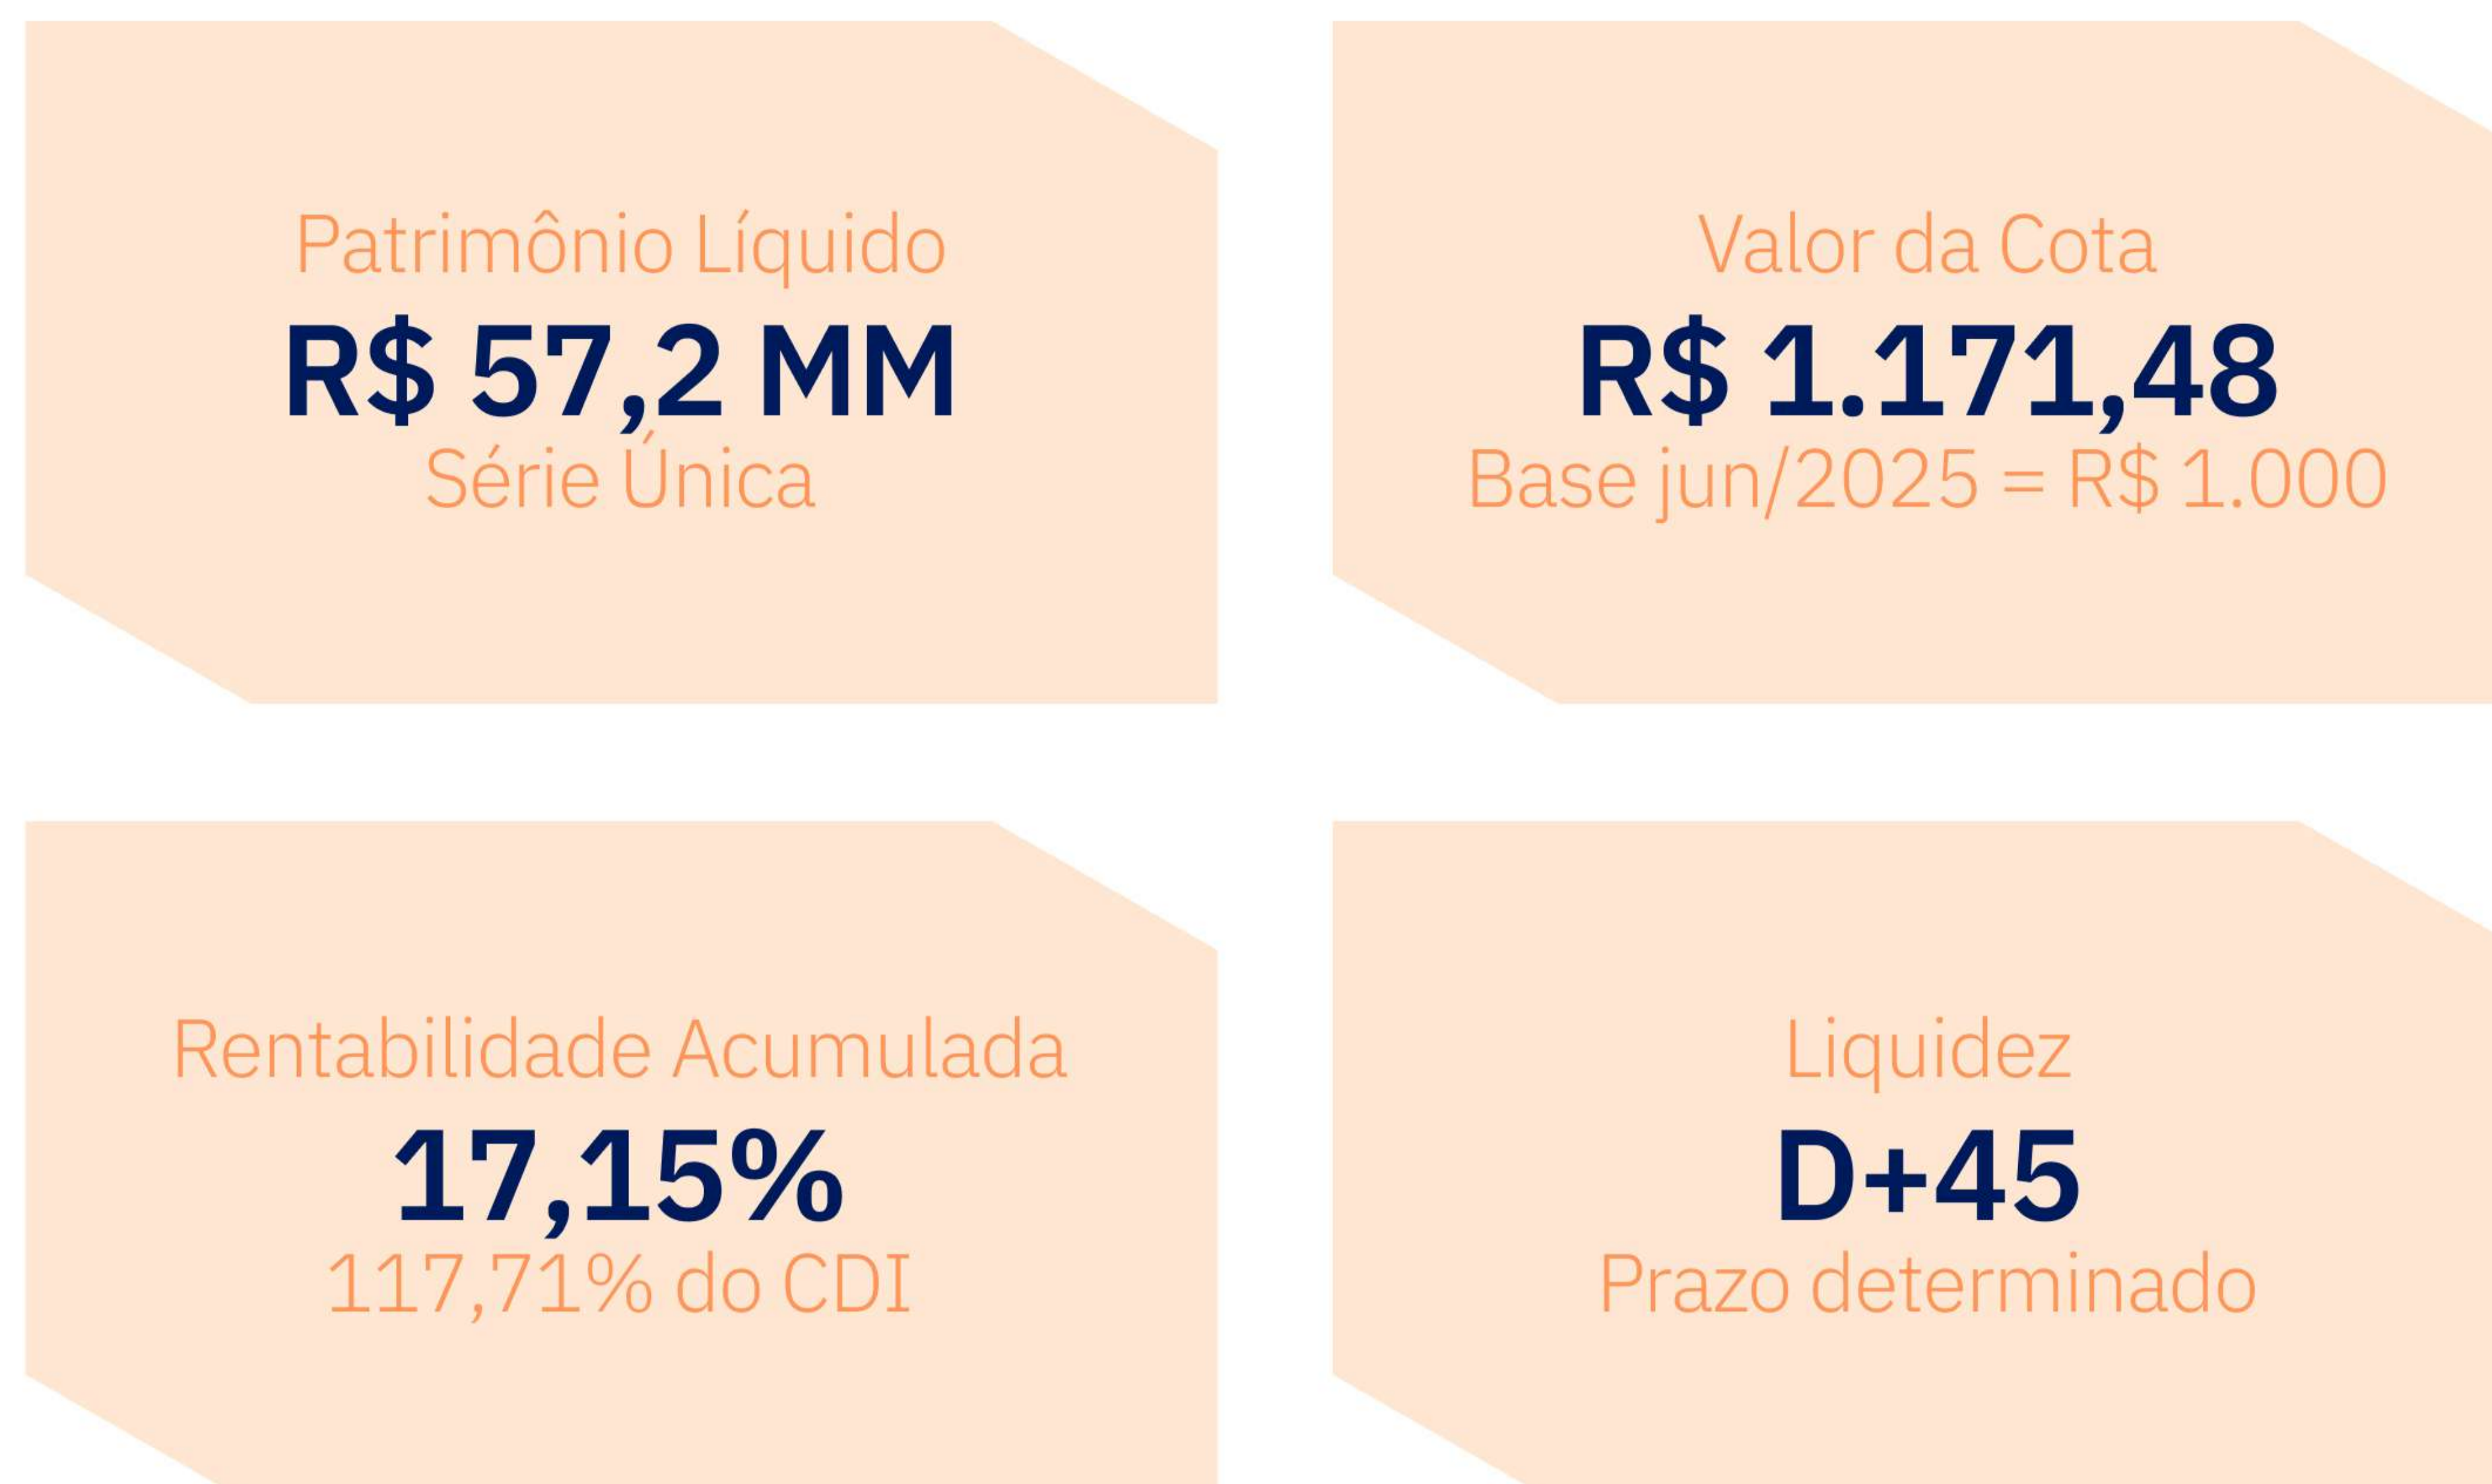 Patrimônio Líquido
R$ 57,2 MM
Série Única
Valor da Cota
R$ 1.171,48
Base jun/2025 = R$ 1.000
Rentabilidade Acumulada
17,15%
117,71% do CDI
Liquidez
D+45
Prazo determinado